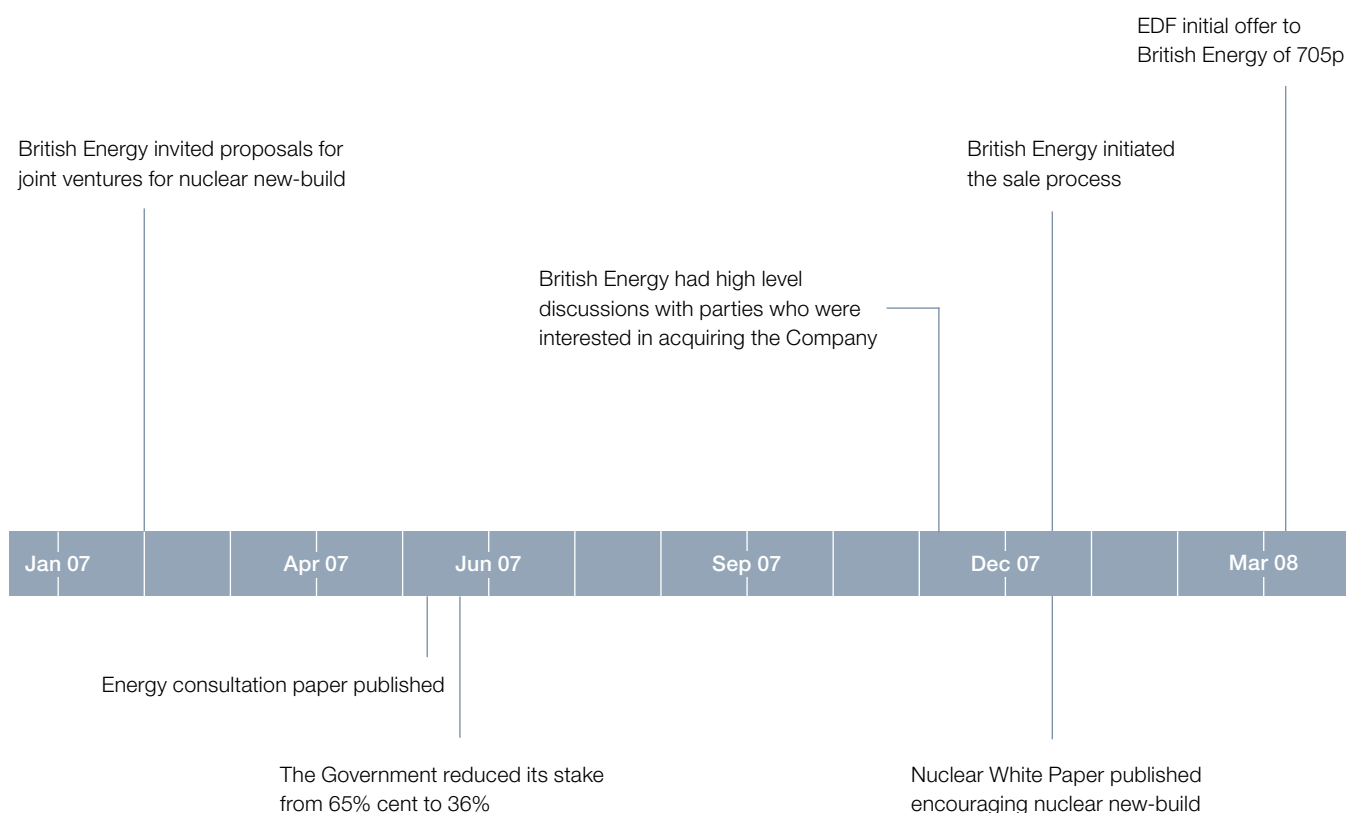 EDF initial offer to
British Energy of 705p
British Energy invited proposals for
joint ventures for nuclear new-build
British Energy initiated
the sale process
British Energy had high level
discussions with parties who were
interested in acquiring the Company
Jan 07
Apr 07
Jun 07
Sep 07
Dec 07
Mar 08
Energy consultation paper published
The Government reduced its stake
from 65% cent to 36%
Nuclear White Paper published
encouraging nuclear new-build